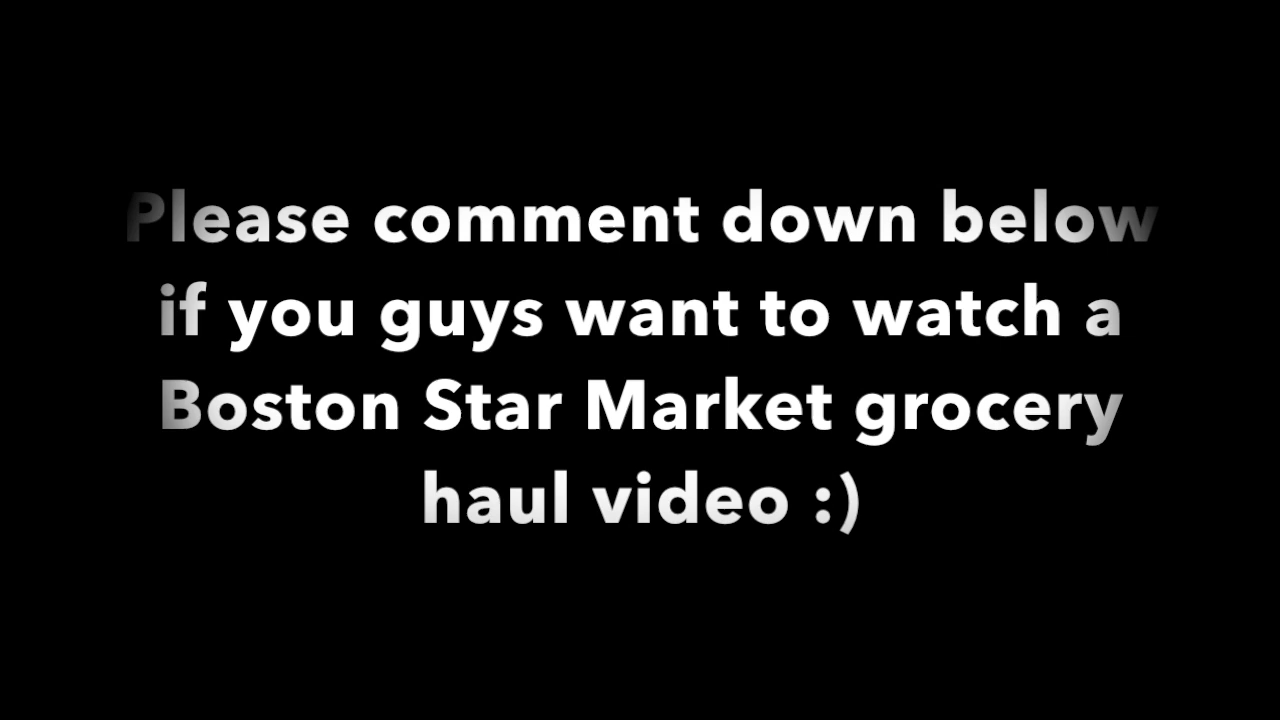 Please comment down below
if you guys want to watch a
Boston Star Market grocery
haul video :)